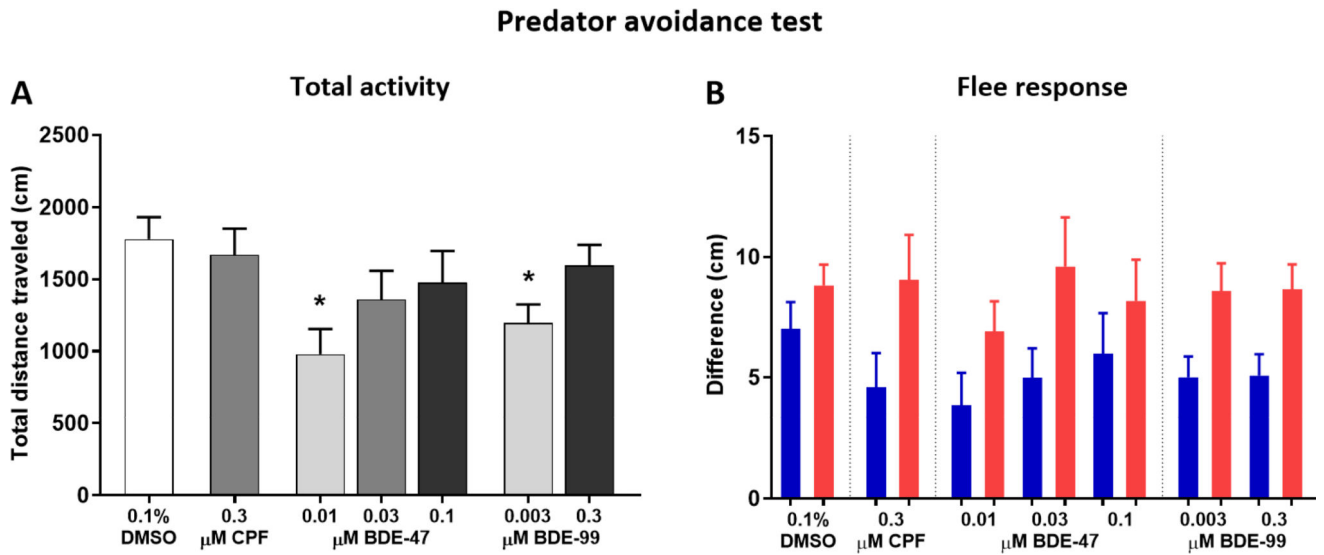 Predator avoidance test
A
Total activity
Total distance traveled (cm)
2500
2000
1500
1000
500
0
*
*
0.1% 0.3 0.01 0.03 0.1 0.003 0.3
DMSO μM CPF μM BDE-47 μM BDE-99
B
Flee response
Difference (cm)
15
10
5
0
0.1% 0.3 0.01 0.03 0.1 0.003 0.3
DMSO μM CPF μM BDE-47 μM BDE-99